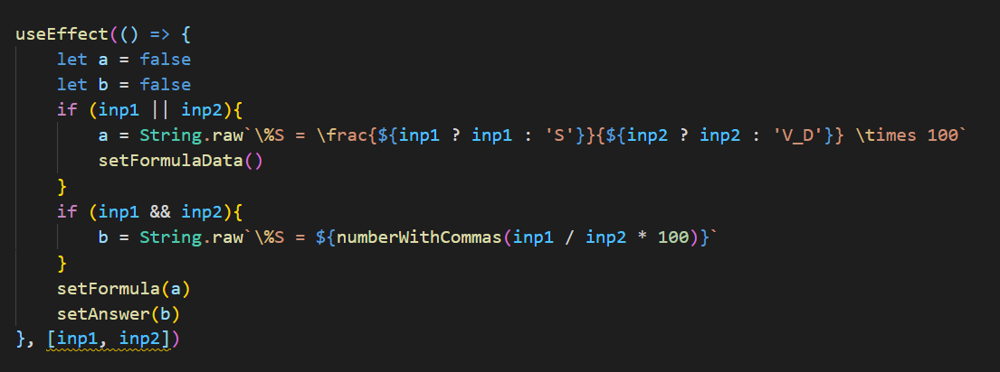 useEffect(() => {
    let a = false
    let b = false
    if (inp1 || inp2){
        a = String.raw`\%S = \frac{${inp1 ? inp1 : 'S'}}{${inp2 ? inp2 : 'V_D'}} \times 100`
        setFormulaData()
    }
    if (inp1 && inp2){
        b = String.raw`\%S = ${numberWithCommas(inp1 / inp2 * 100)}`
    }
    setFormula(a)
    setAnswer(b)
}, [inp1, inp2])